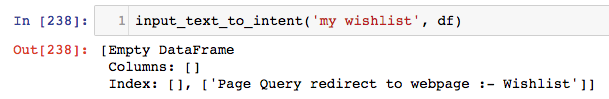 In [238]: 1 input_text_to_intent('my wishlist', df)
Out[238]: [Empty DataFrame
Columns: []
Index: [], ['Page Query redirect to webpage :- Wishlist']]